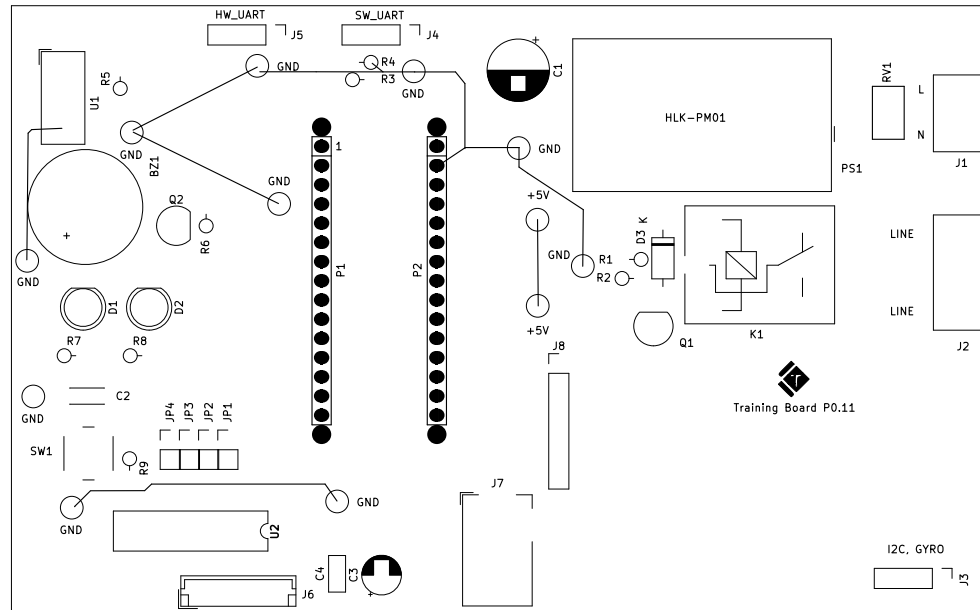 HW_UART
SW_UART
J5
J4
R4
GND
GND
R3
R5
U1
C1
HLK-PM01
RV1
L
N
J1
PS1
GND
BZ1
1
GND
GND
Q2
R6
+
+5V
LINE
D3 K
GND
R1
R2
P1
P2
GND
D1
D2
+5V
LINE
K1
Q1
J2
R7
R8
J8
C2
GND
T
Training Board P0.11
JP4
JP3
JP2
JP1
SW1
R9
J7
GND
GND
U2
I2C, GYRO
C4
C3
+
J6
J3
+